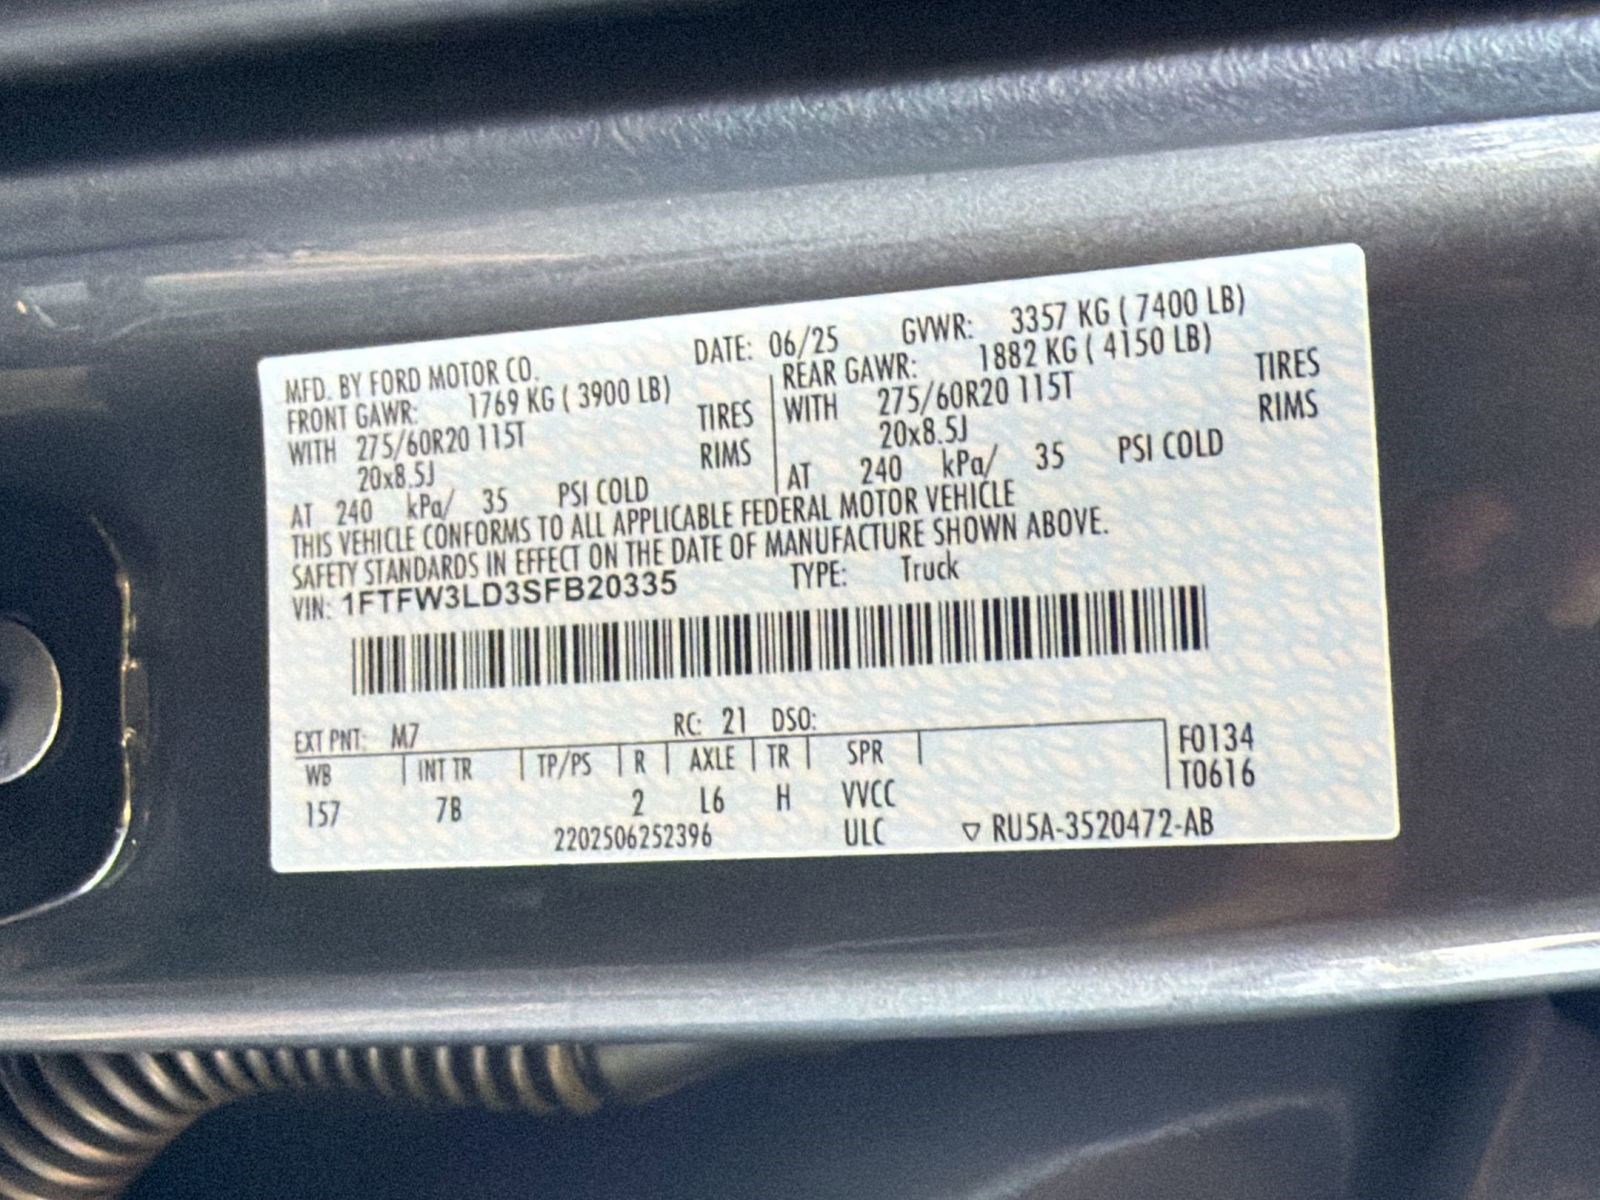 MFD. BY FORD MOTOR CO. DATE: 06/25 GVWR: 3357 KG ( 7400 LB)
FRONT GAWR: 1769 KG ( 3900 LB) REAR GAWR: 1882 KG ( 4150 LB)
WITH 275/60R20 115T TIRES WITH 275/60R20 115T TIRES
20x8.5J RIMS 20x8.5J RIMS
AT 240 kPa/ 35 PSI COLD AT 240 kPa/ 35 PSI COLD
THIS VEHICLE CONFORMS TO ALL APPLICABLE FEDERAL MOTOR VEHICLE
SAFETY STANDARDS IN EFFECT ON THE DATE OF MANUFACTURE SHOWN ABOVE.
VIN: 1FTFW3LD3SFB20335 TYPE: Truck
EXT PNT: M7 RC: 21 DSO:
WB INT TR TP/PS R AXLE TR SPR F0134
157 7B 2 L6 H VVCC T0616
2202506252396 ULC ▽ RU5A-3520472-AB